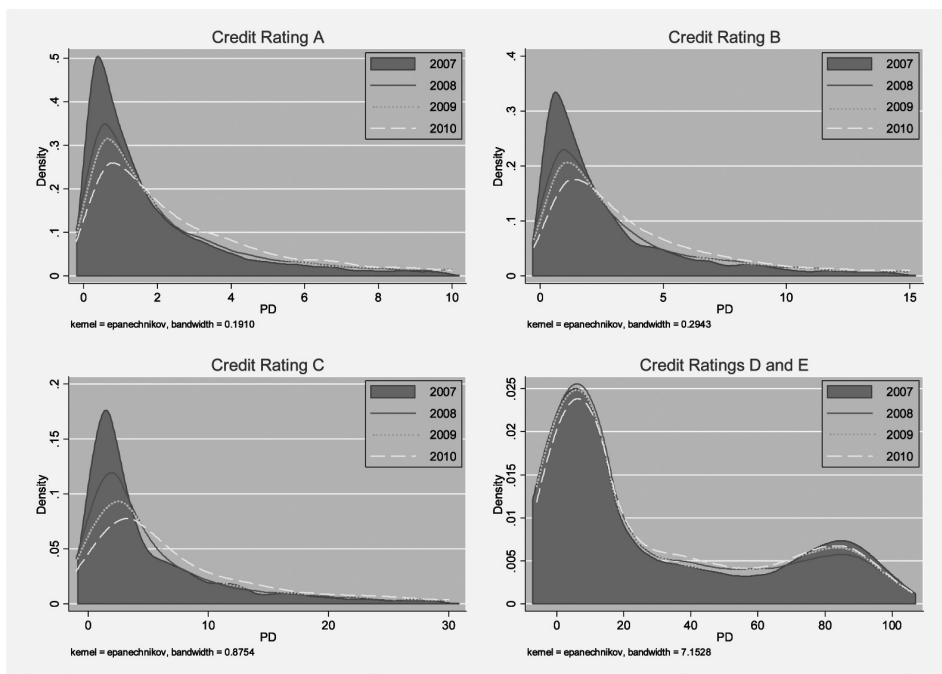 Credit Rating A
Density
0 .1 .2 .3 .4 .5
2007
2008
2009
2010
0 2 4 6 8 10
PD
kernel = epanechnikov, bandwidth = 0.1910
Credit Rating B
Density
0 .1 .2 .3 .4
2007
2008
2009
2010
0 5 10 15
PD
kernel = epanechnikov, bandwidth = 0.2943
Credit Rating C
Density
0 .05 .1 .15 .2
2007
2008
2009
2010
0 10 20 30
PD
kernel = epanechnikov, bandwidth = 0.8754
Credit Ratings D and E
Density
0 .005 .01 .015 .02 .025
2007
2008
2009
2010
0 20 40 60 80 100
PD
kernel = epanechnikov, bandwidth = 7.1528